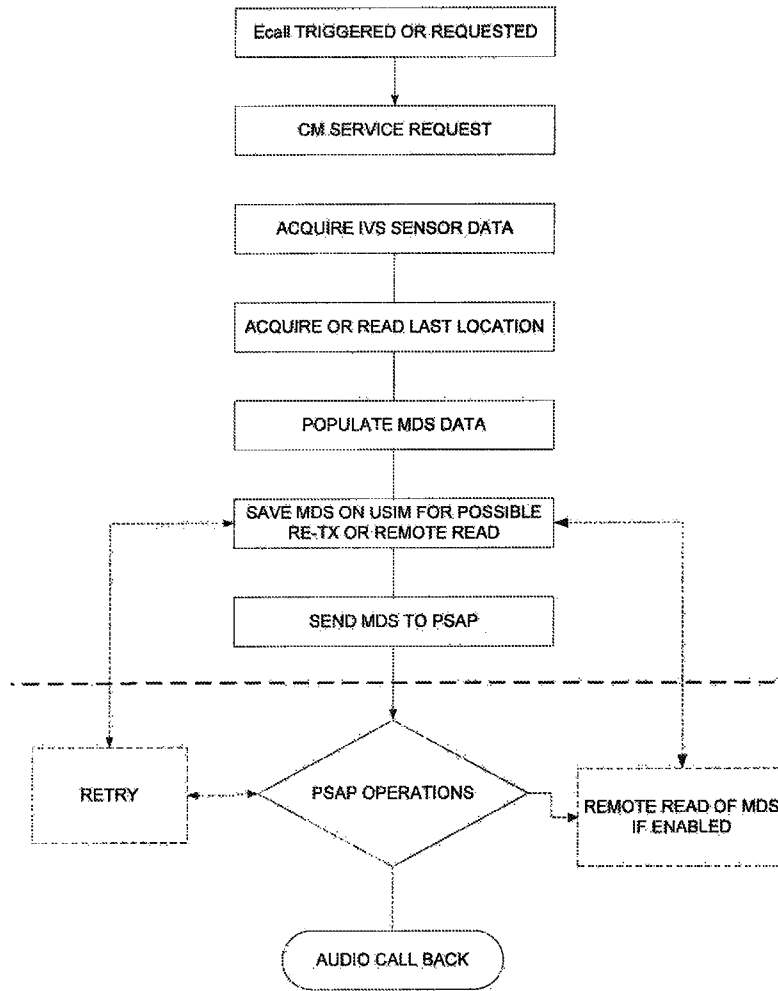 Ecall TRIGGERED OR REQUESTED
CM SERVICE REQUEST
ACQUIRE IVS SENSOR DATA
ACQUIRE OR READ LAST LOCATION
POPULATE MDS DATA
SAVE MDS ON USIM FOR POSSIBLE
RE-TX OR REMOTE READ
SEND MDS TO PSAP
RETRY
PSAP OPERATIONS
REMOTE READ OF MDS
IF ENABLED
AUDIO CALL BACK